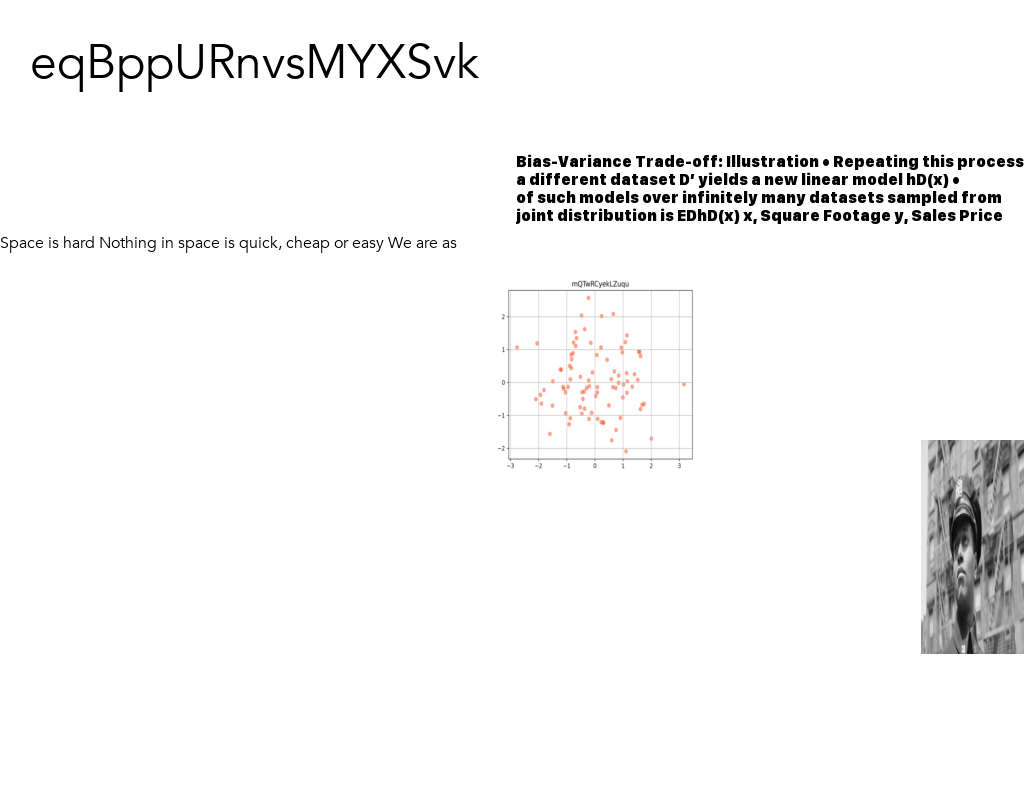 eqBppURnvsMYXSvk
Bias-Variance Trade-off: Illustration • Repeating this process
a different dataset D’ yields a new linear model hD(x) •
of such models over infinitely many datasets sampled from
joint distribution is EDhD(x) x, Square Footage y, Sales Price
Space is hard Nothing in space is quick, cheap or easy We are as
mQTwRCyekLZuqu
2
1
0
−1
−2
−3 −2 −1 0 1 2 3